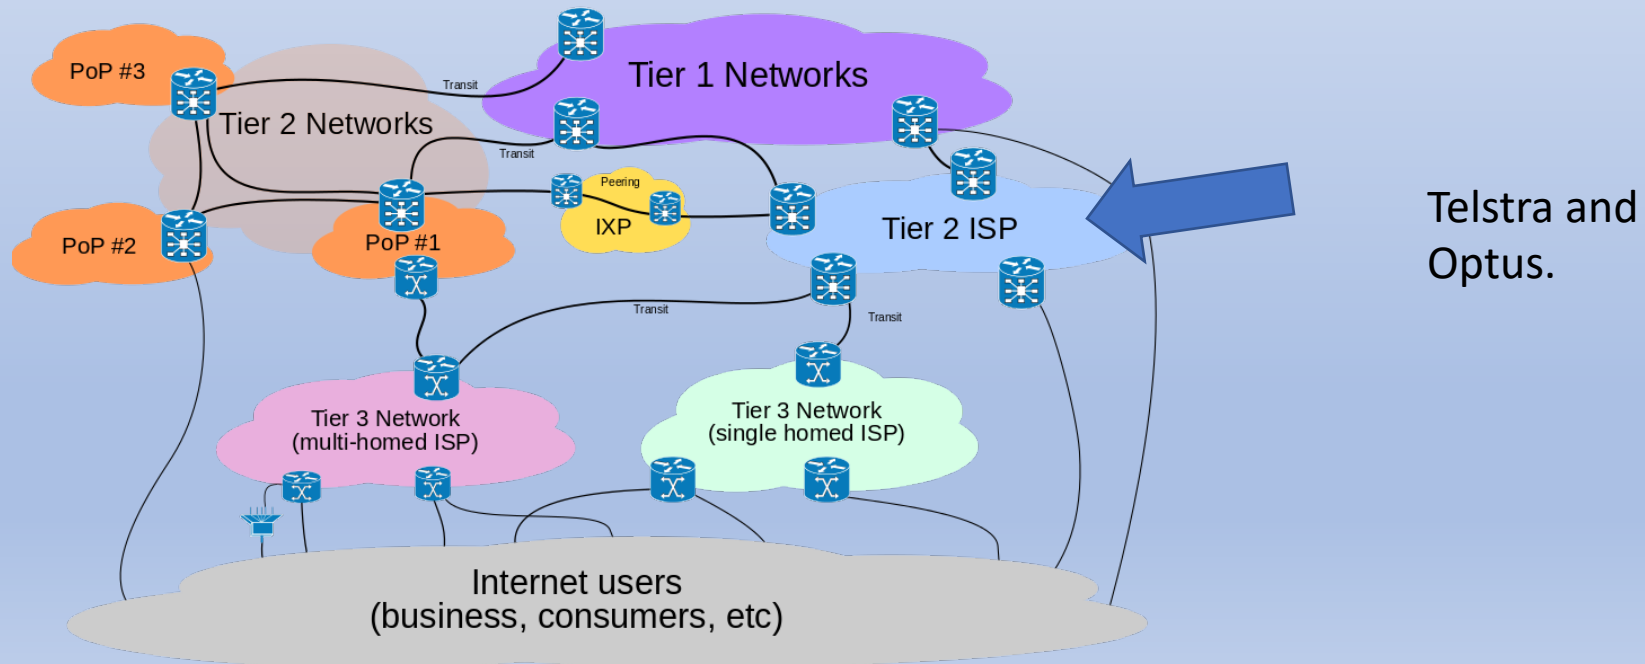 PoP #3
Tier 1 Networks
Transit
Tier 2 Networks
Transit
Peering
IXP
Tier 2 ISP
Telstra and
Optus.
PoP #2
PoP #1
Transit
Transit
Tier 3 Network
(multi-homed ISP)
Tier 3 Network
(single homed ISP)
Internet users
(business, consumers, etc)